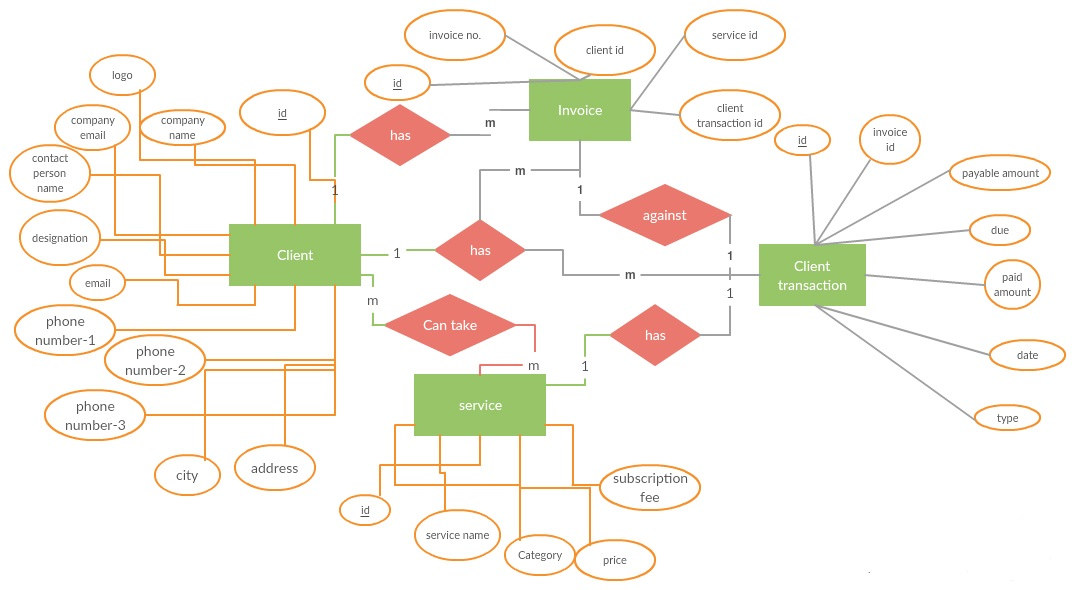 invoice no.
client id
service id
logo
id
company
email
company
name
id
Invoice
client
transaction id
m
has
id
invoice
id
contact
person
name
m
payable amount
1
1
against
designation
due
Client
1
has
1
Client
transaction
email
m
paid
amount
m
1
phone
number-1
Can take
has
phone
number-2
m
1
date
phone
number-3
service
type
city
address
subscription
fee
id
service name
Category
price